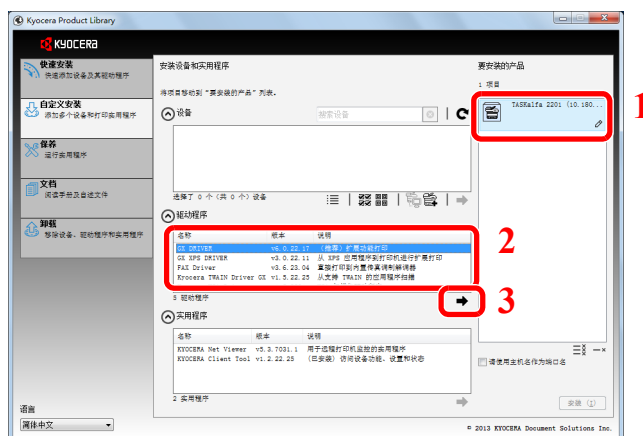 Kyocera Product Library
KYOCERA
快速安装
快速添加设备及其驱动程序
自定义安装
添加多个设备和打印实用程序
保养
运行实用程序
文档
阅读手册及自述文件
卸载
移除设备、驱动程序和实用程序
语言
简体中文
安装设备和实用程序
将项目移动到“要安装的产品”列表。
设备
搜索设备
选择了 0 个（共 0 个）设备
驱动程序
名称 版本 说明
GX DRIVER v6.0.22.17 （推荐）扩展功能打印
GX XPS DRIVER v3.0.22.11 从 XPS 应用程序到打印机进行扩展打印
FAX Driver v3.6.23.04 直接打印到内置传真调制解调器
Kyocera TWAIN Driver GX v1.5.22.25 从支持 TWAIN 的应用程序扫描
5 驱动程序
实用程序
名称 版本 说明
KYOCERA Net Viewer v5.3.7031.1 用于远程打印机监控的实用程序
KYOCERA Client Tool v1.2.22.25 （已安装）访问设备功能、设置和状态
2 实用程序
要安装的产品
1 项目
TASKalfa 2201 (10.180...
请使用主机名作为端口名
安装 (I)
© 2013 KYOCERA Document Solutions Inc.
1
2
3